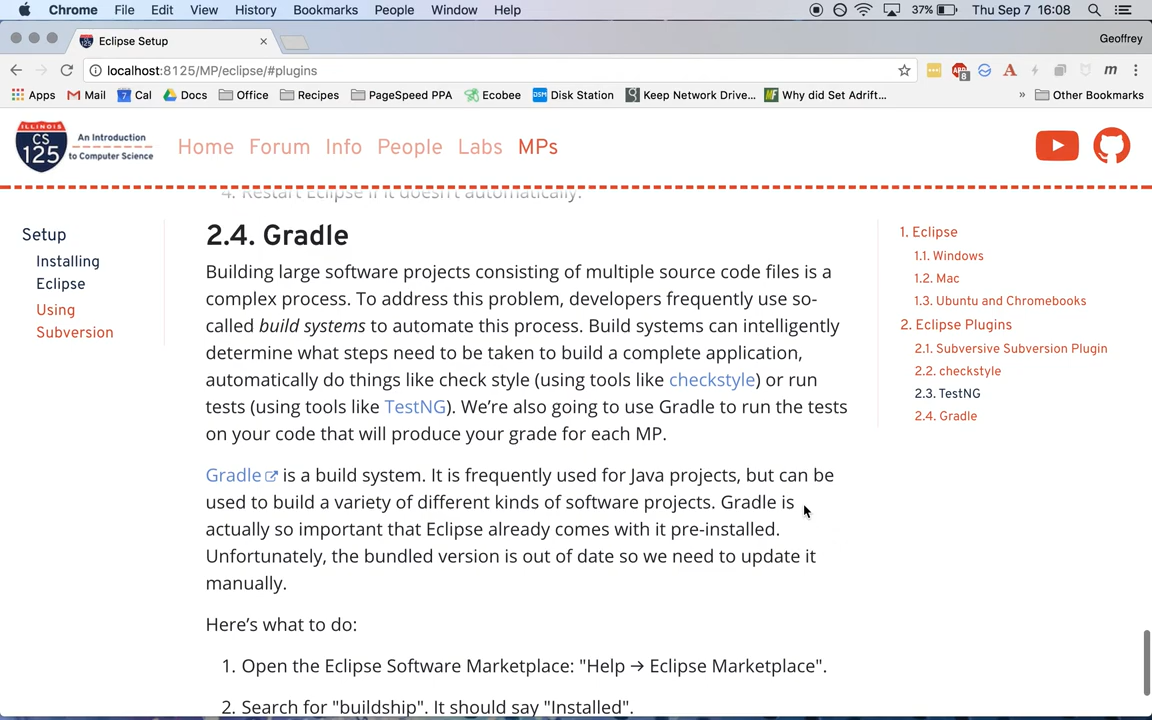 Chrome File Edit View History Bookmarks People Window Help 37% Thu Sep 7 16:08
Eclipse Setup Geoffrey
localhost:8125/MP/eclipse/#plugins 8 A m
Apps Mail 7 Cal Docs Office Recipes PageSpeed PPA Ecobee DSM Disk Station Keep Network Drive... Why did Set Adrift... » Other Bookmarks
ILLINOIS CS 125 An Introduction to Computer Science Home Forum Info People Labs MPs
4. Restart Eclipse if it doesn't automatically.
Setup
Installing
Eclipse
Using
Subversion
2.4. Gradle
Building large software projects consisting of multiple source code files is a
complex process. To address this problem, developers frequently use so-
called build systems to automate this process. Build systems can intelligently
determine what steps need to be taken to build a complete application,
automatically do things like check style (using tools like checkstyle) or run
tests (using tools like TestNG). We're also going to use Gradle to run the tests
on your code that will produce your grade for each MP.
Gradle is a build system. It is frequently used for Java projects, but can be
used to build a variety of different kinds of software projects. Gradle is
actually so important that Eclipse already comes with it pre-installed.
Unfortunately, the bundled version is out of date so we need to update it
manually.
Here's what to do:
1. Open the Eclipse Software Marketplace: "Help → Eclipse Marketplace".
2. Search for "buildship". It should say "Installed".
1. Eclipse
1.1. Windows
1.2. Mac
1.3. Ubuntu and Chromebooks
2. Eclipse Plugins
2.1. Subversive Subversion Plugin
2.2. checkstyle
2.3. TestNG
2.4. Gradle